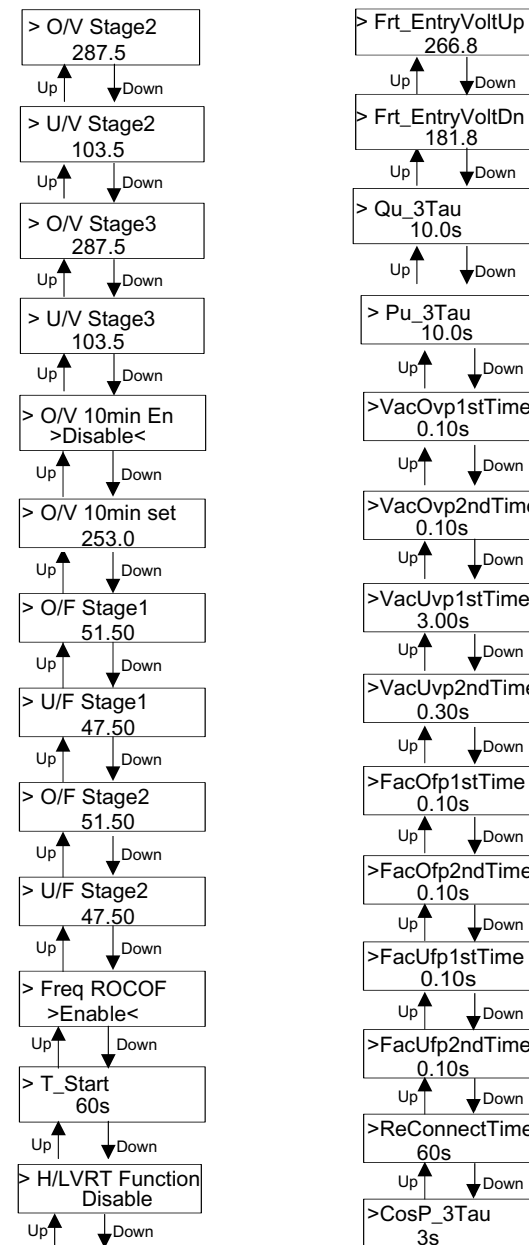 > O/V Stage2
287.5
Up Down
> U/V Stage2
103.5
Up Down
> O/V Stage3
287.5
Up Down
> U/V Stage3
103.5
Up Down
> O/V 10min En
>Disable<
Up Down
> O/V 10min set
253.0
Up Down
> O/F Stage1
51.50
Up Down
> U/F Stage1
47.50
Up Down
> O/F Stage2
51.50
Up Down
> U/F Stage2
47.50
Up Down
> Freq ROCOF
>Enable<
Up Down
> T_Start
60s
Up Down
> H/LVRT Function
Disable
Up Down
> Frt_EntryVoltUp
266.8
Up Down
> Frt_EntryVoltDn
181.8
Up Down
> Qu_3Tau
10.0s
Up Down
> Pu_3Tau
10.0s
Up Down
>VacOvp1stTime
0.10s
Up Down
>VacOvp2ndTime
0.10s
Up Down
>VacUvp1stTime
3.00s
Up Down
>VacUvp2ndTime
0.30s
Up Down
>FacOfp1stTime
0.10s
Up Down
>FacOfp2ndTime
0.10s
Up Down
>FacUfp1stTime
0.10s
Up Down
>FacUfp2ndTime
0.10s
Up Down
>ReConnectTime
60s
Up Down
>CosP_3Tau
3s